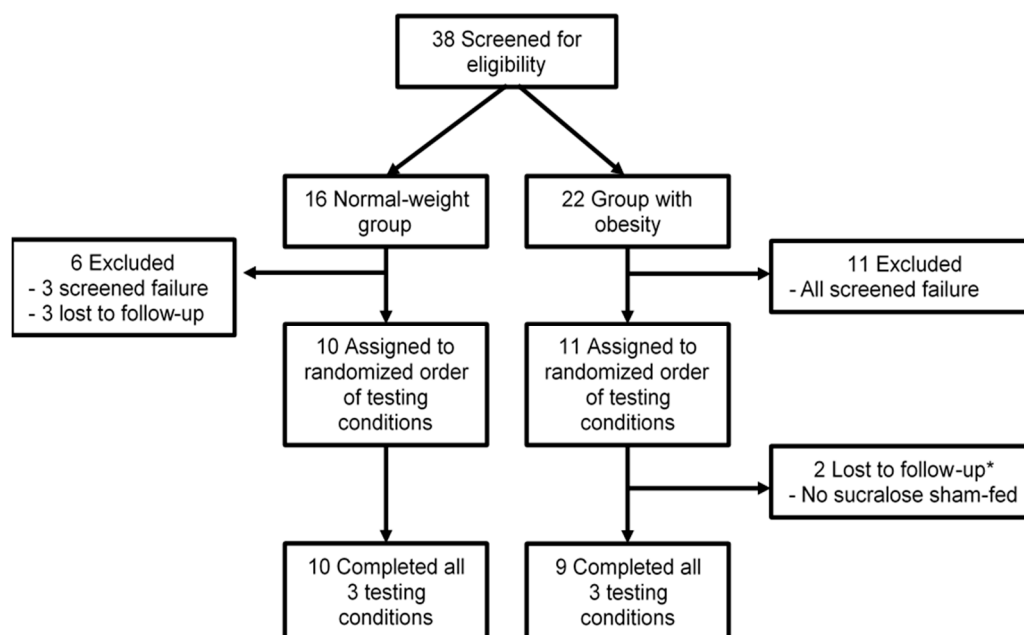 38 Screened for
eligibility
16 Normal-weight
group
22 Group with
obesity
6 Excluded
- 3 screened failure
- 3 lost to follow-up
11 Excluded
- All screened failure
10 Assigned to
randomized order
of testing
conditions
11 Assigned to
randomized order
of testing
conditions
2 Lost to follow-up*
- No sucralose sham-fed
10 Completed all
3 testing
conditions
9 Completed all
3 testing
conditions